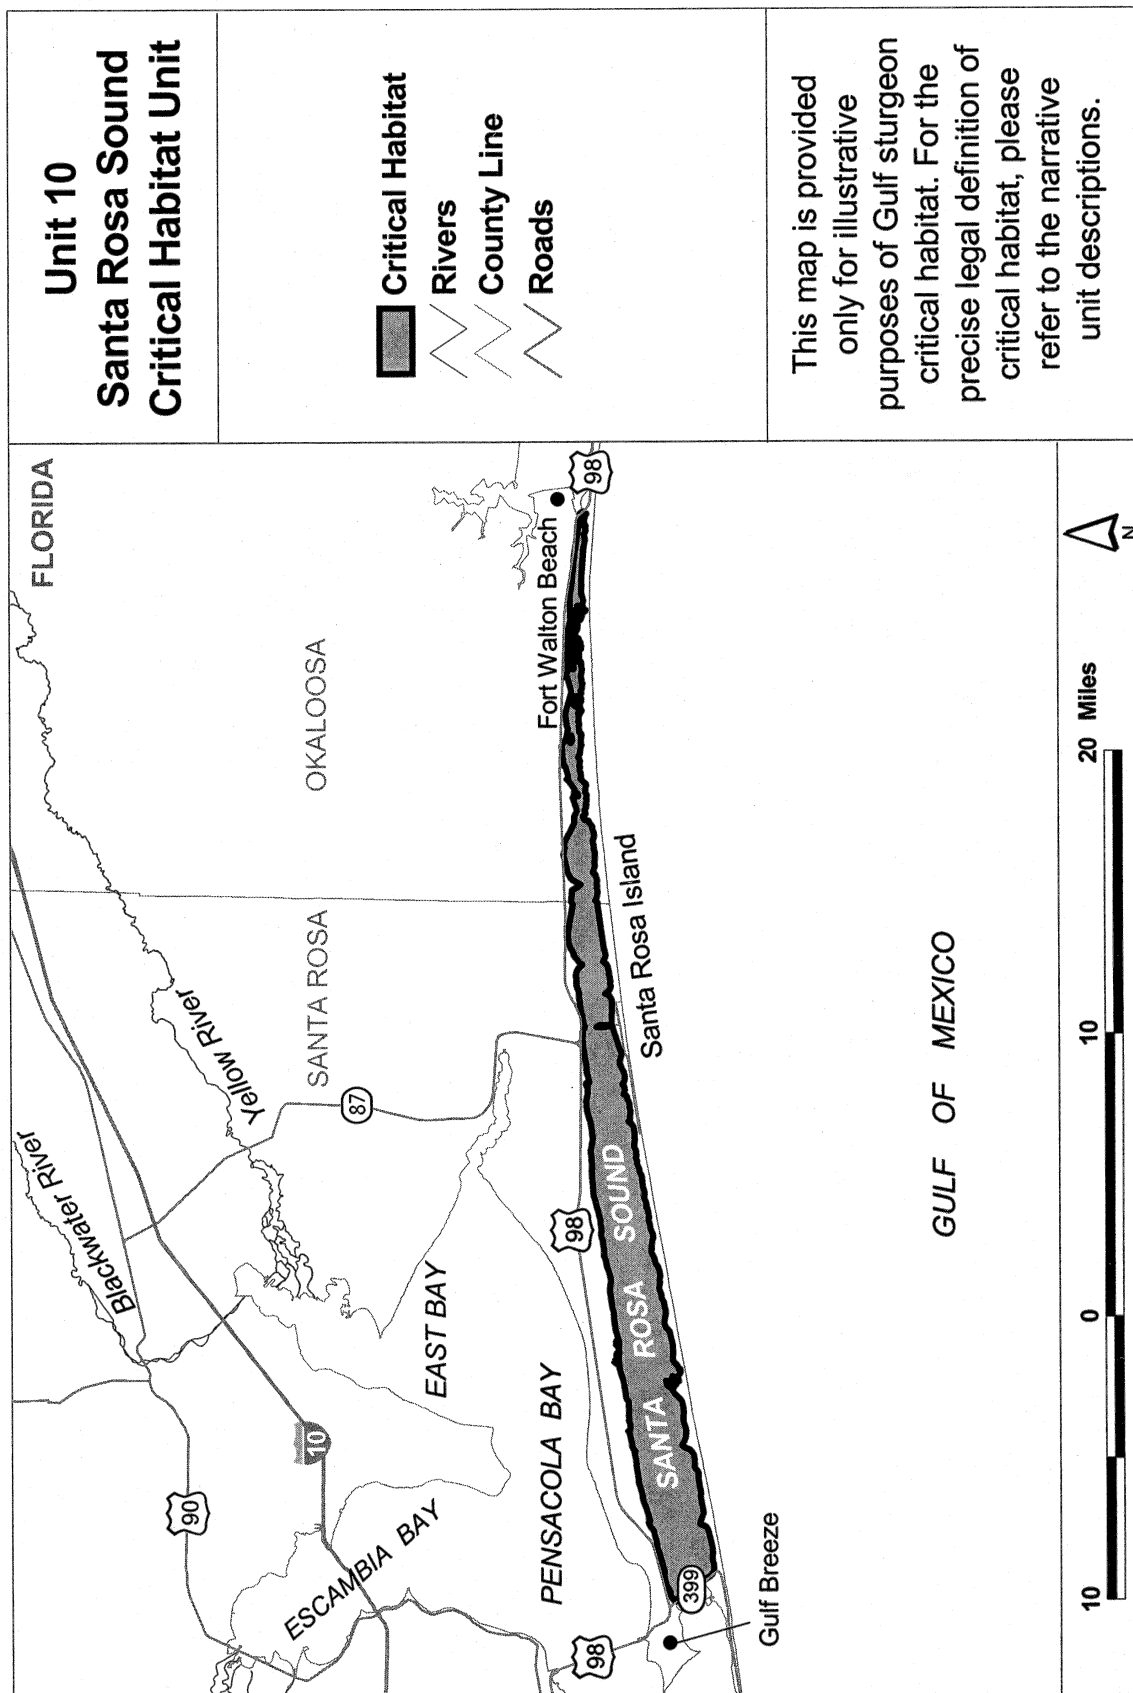 Unit 10
Santa Rosa Sound
Critical Habitat Unit
Critical Habitat
Rivers
County Line
Roads
This map is provided
only for illustrative
purposes of Gulf sturgeon
critical habitat. For the
precise legal definition of
critical habitat, please
refer to the narrative
unit descriptions.
FLORIDA
Blackwater River
Yellow River
90
10
87
SANTA ROSA
OKALOOSA
ESCAMBIA BAY
EAST BAY
PENSACOLA BAY
98
98
98
Fort Walton Beach
SANTA ROSA SOUND
399
Santa Rosa Island
Gulf Breeze
GULF OF MEXICO
10 0 10 20 Miles
N